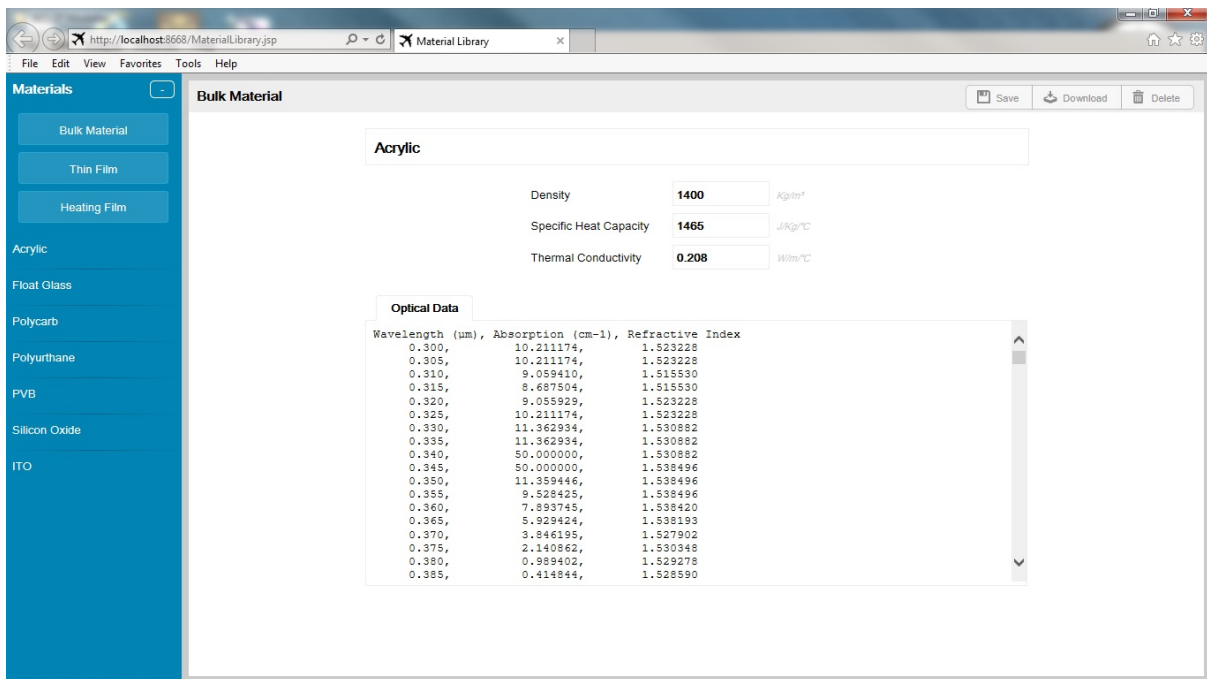 http://localhost:8668/MaterialLibrary.jsp
Material Library
File Edit View Favorites Tools Help
Materials
-
Bulk Material
Thin Film
Heating Film
Acrylic
Float Glass
Polycarb
Polyurthane
PVB
Silicon Oxide
ITO
Bulk Material
Save Download Delete
Acrylic
Density 1400 Kg/m³
Specific Heat Capacity 1465 J/Kg/°C
Thermal Conductivity 0.208 W/m/°C
Optical Data
Wavelength (µm), Absorption (cm-1), Refractive Index
0.300, 10.211174, 1.523228
0.305, 10.211174, 1.523228
0.310, 9.059410, 1.515530
0.315, 8.687504, 1.515530
0.320, 9.055929, 1.523228
0.325, 10.211174, 1.523228
0.330, 11.362934, 1.530882
0.335, 11.362934, 1.530882
0.340, 50.000000, 1.530882
0.345, 50.000000, 1.538496
0.350, 11.359446, 1.538496
0.355, 9.528425, 1.538496
0.360, 7.893745, 1.538420
0.365, 5.929424, 1.538193
0.370, 3.846195, 1.527902
0.375, 2.140862, 1.530348
0.380, 0.989402, 1.529278
0.385, 0.414844, 1.528590